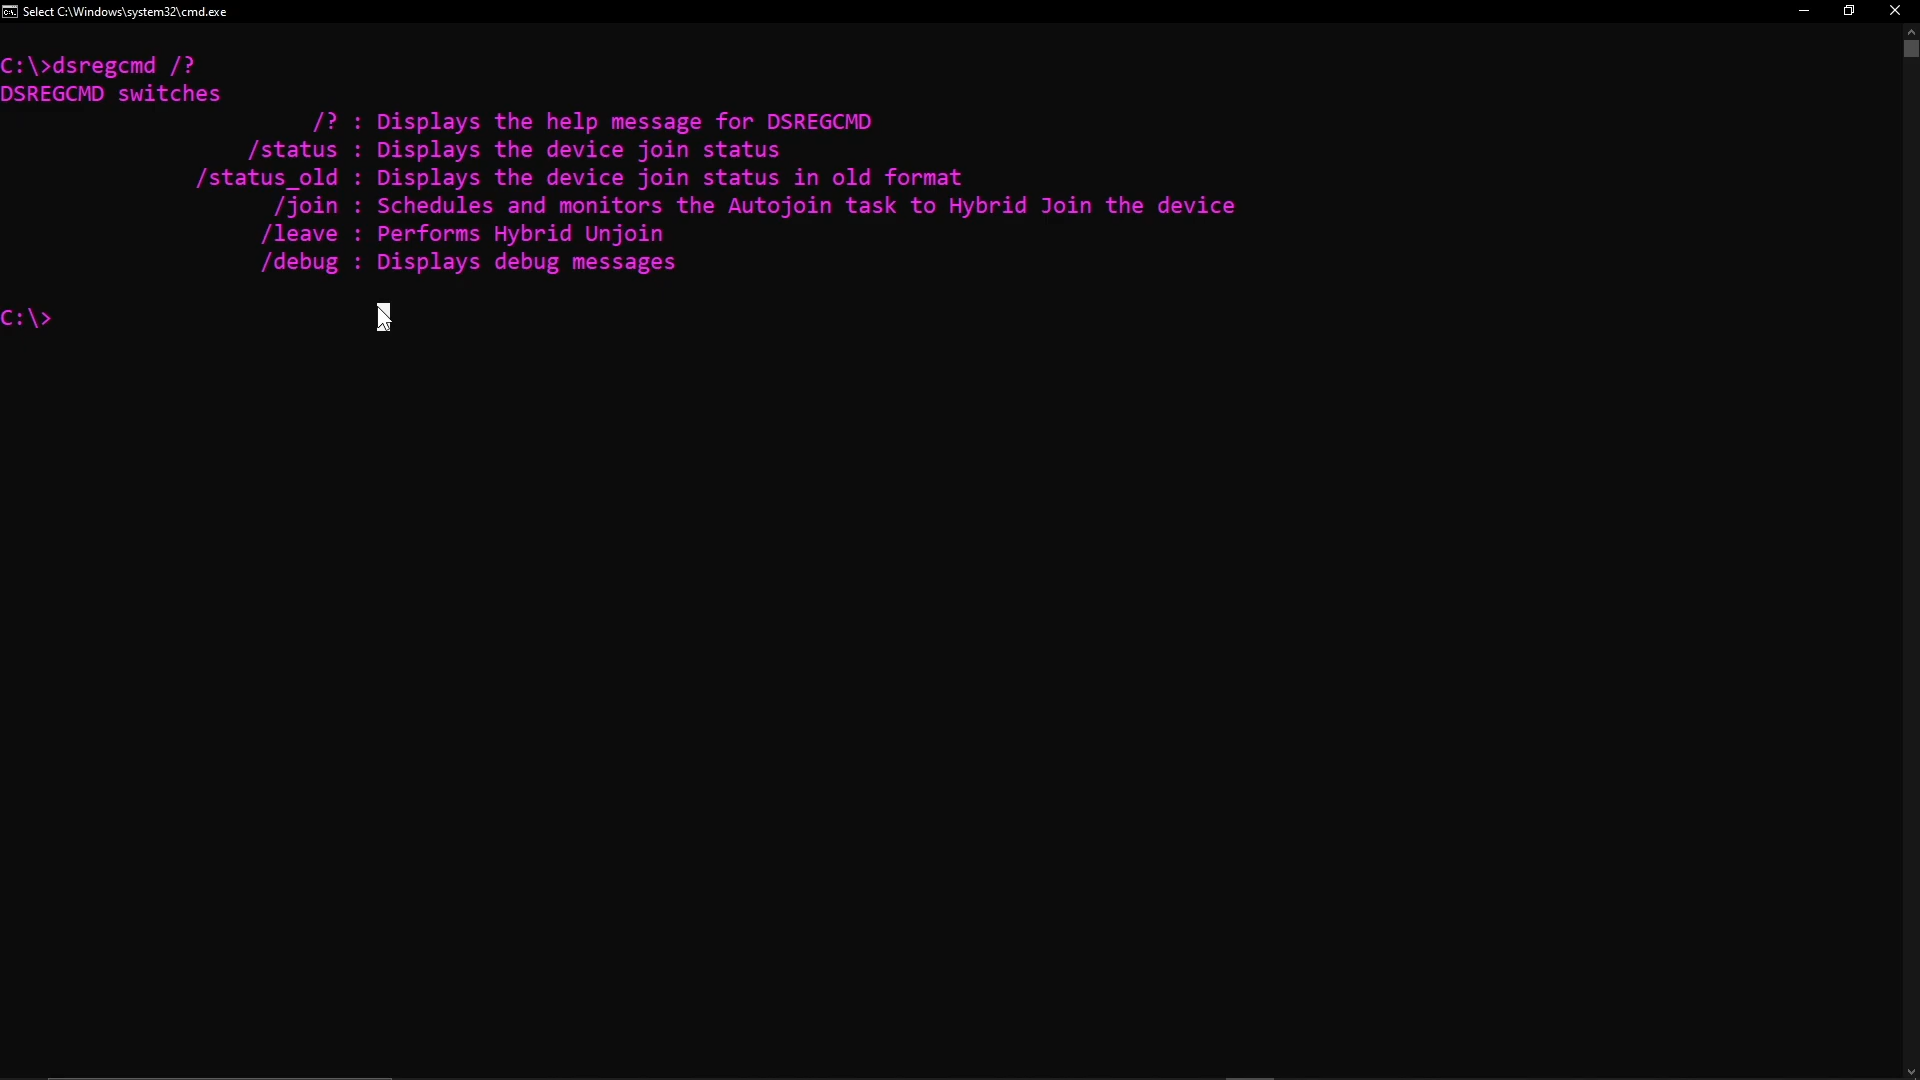 Select C:\Windows\system32\cmd.exe
C:\>dsregcmd /?
DSREGCMD switches
/? : Displays the help message for DSREGCMD
/status : Displays the device join status
/status_old : Displays the device join status in old format
/join : Schedules and monitors the Autojoin task to Hybrid Join the device
/leave : Performs Hybrid Unjoin
/debug : Displays debug messages
C:\>